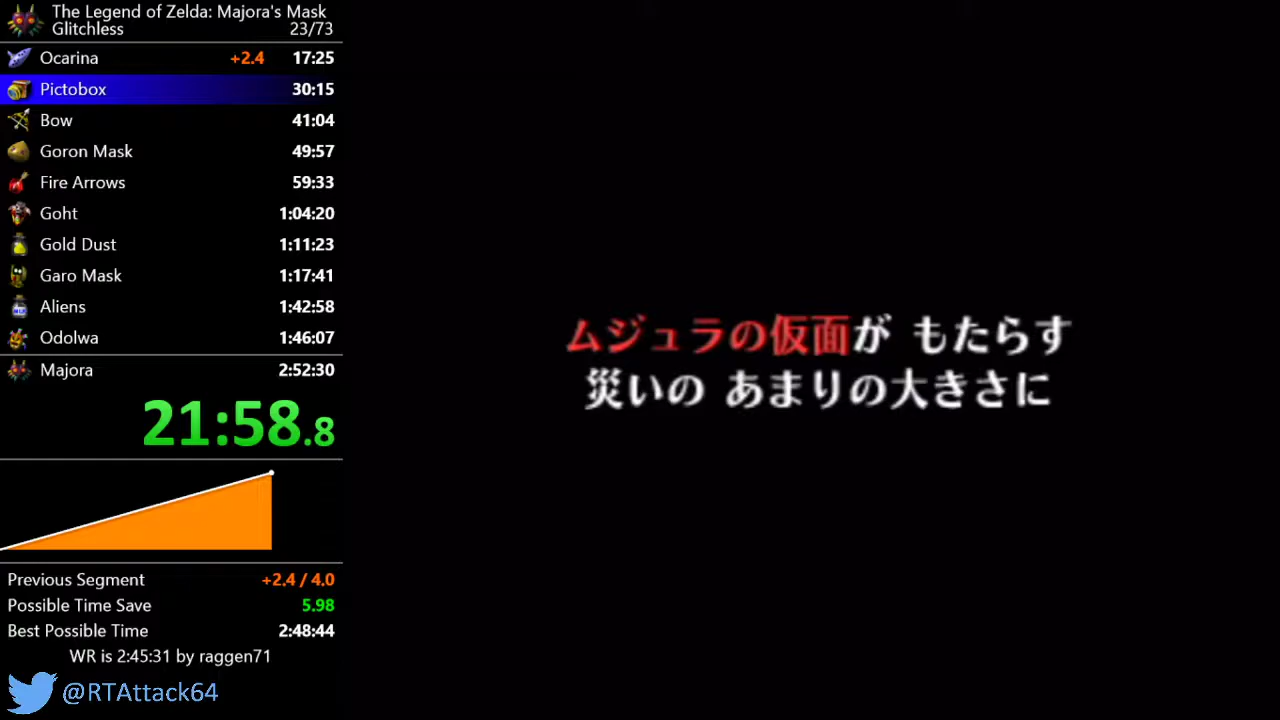 The Legend of Zelda: Majora's Mask
Glitchless 23/73
Ocarina +2.4 17:25
Pictobox 30:15
Bow 41:04
Goron Mask 49:57
Fire Arrows 59:33
Goht 1:04:20
Gold Dust 1:11:23
Garo Mask 1:17:41
Aliens 1:42:58
Odolwa 1:46:07
Majora 2:52:30
21:58.8
Previous Segment +2.4 / 4.0
Possible Time Save 5.98
Best Possible Time 2:48:44
WR is 2:45:31 by raggen71
@RTAttack64
ムジュラの仮面が もたらす
災いの あまりの大きさに